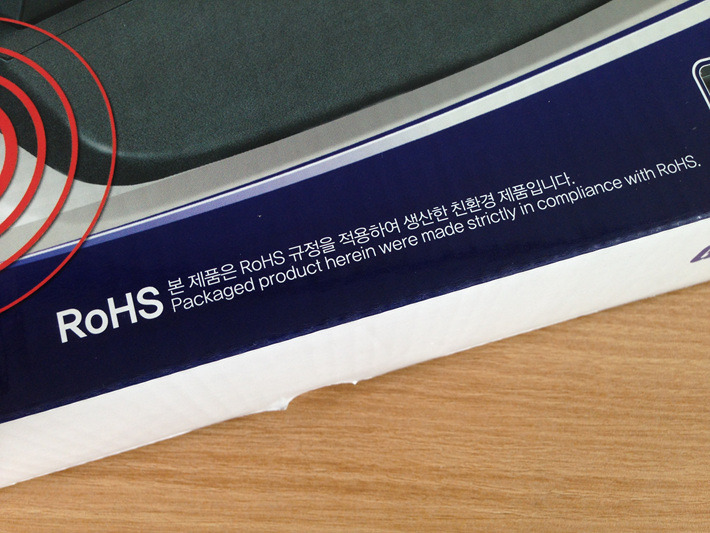 RoHS
본 제품은 RoHS 규정을 적용하여 생산한 친환경 제품입니다.
Packaged product herein were made strictly in compliance with RoHS.